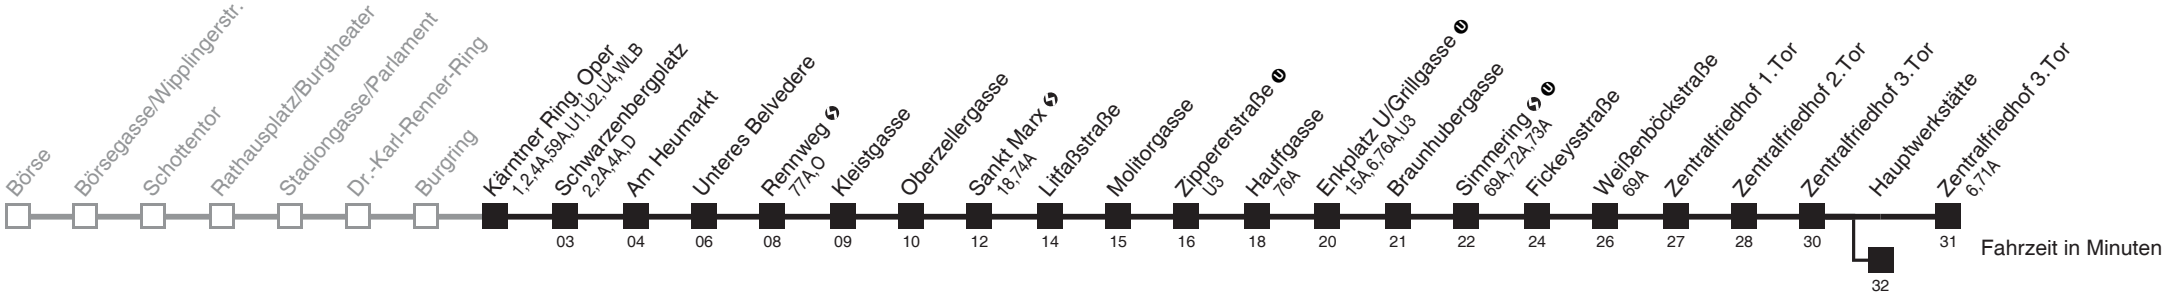 Börse
Börsegasse/Wipplingerstr.
Schottentor
Rathausplatz/Burgtheater
Stadiongasse/Parlament
Dr.-Karl-Renner-Ring
Burgring
Kärntner Ring, Oper
1,2,4A,59A,U1,U2,U4,WLB
Schwarzenbergplatz
2,2A,4A,D
Am Heumarkt
Unteres Belvedere
Rennweg
77A,O
Kleistgasse
Oberzellergasse
Sankt Marx
18,74A
Litfaßstraße
Molitorgasse
Zippererstraße U
U3
Hauffgasse
76A
Enkplatz U/Grillgasse U
15A,6,76A,U3
Braunhubergasse
Simmering U
69A,72A,73A
Fickeysstraße
Weißenböckstraße
69A
Zentralfriedhof 1.Tor
Zentralfriedhof 2.Tor
Zentralfriedhof 3.Tor
Hauptwerkstätte
Zentralfriedhof 3.Tor
6,71A
03 04 06 08 09 10 12 14 15 16 18 20 21 22 24 26 27 28 30 31
32
Fahrzeit in Minuten